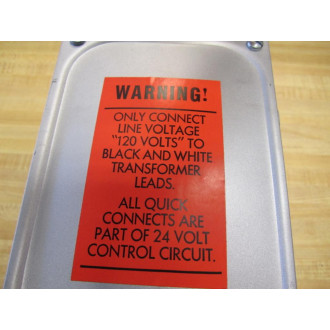 WARNING!
ONLY CONNECT
LINE VOLTAGE
"120 VOLTS" TO
BLACK AND WHITE
TRANSFORMER
LEADS.
ALL QUICK
CONNECTS ARE
PART OF 24 VOLT
CONTROL CIRCUIT.